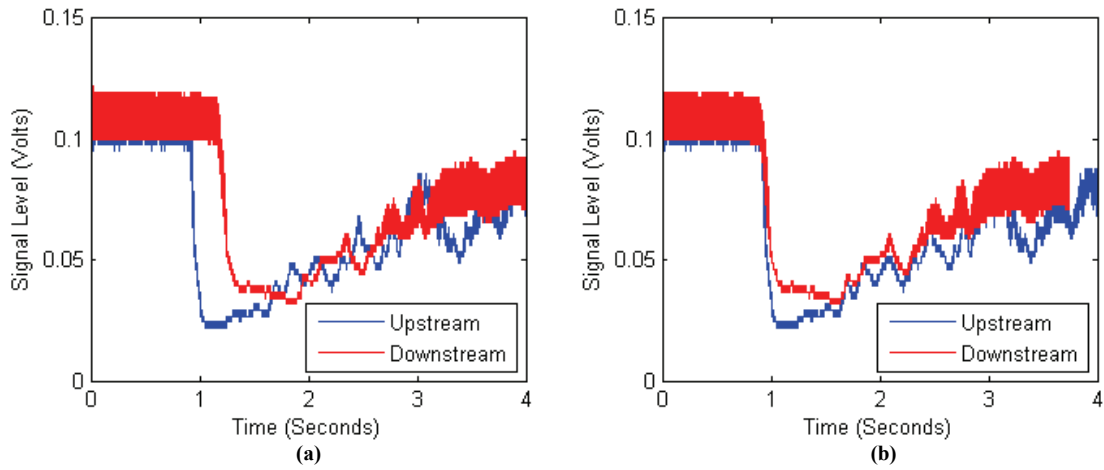 0.15
0.1
0.05
0
Signal Level (Volts)
0 1 2 3 4
Time (Seconds)
Upstream
Downstream
(a)
0.15
0.1
0.05
0
Signal Level (Volts)
0 1 2 3 4
Time (Seconds)
Upstream
Downstream
(b)